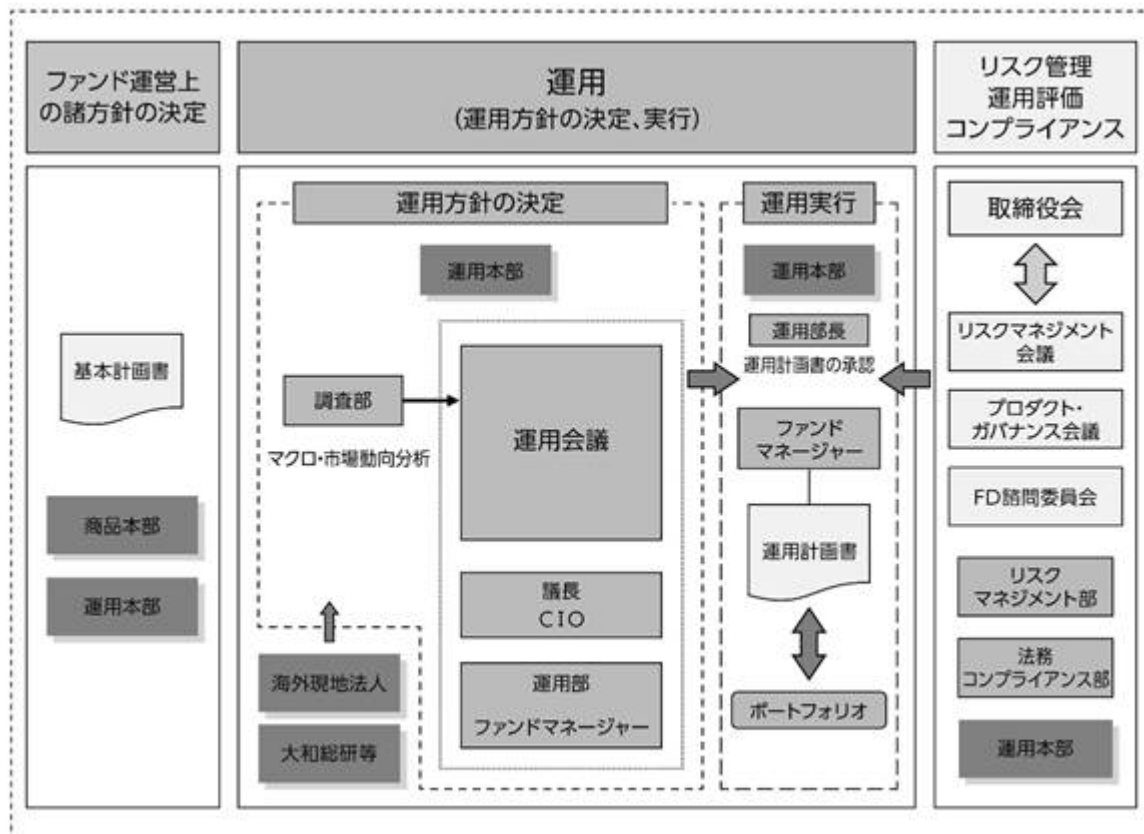 ファンド運営上
の諸方針の決定
基本計画書
商品本部
運用本部
運用
(運用方針の決定、実行)
運用方針の決定
運用本部
調査部
マクロ・市場動向分析
運用会議
議長
CIO
運用部
ファンドマネージャー
海外現地法人
大和総研等
運用実行
運用本部
運用部長
運用計画書の承認
ファンド
マネージャー
運用計画書
ポートフォリオ
リスク管理
運用評価
コンプライアンス
取締役会
リスクマネジメント
会議
プロダクト・
ガバナンス会議
FD諮問委員会
リスク
マネジメント部
法務
コンプライアンス部
運用本部